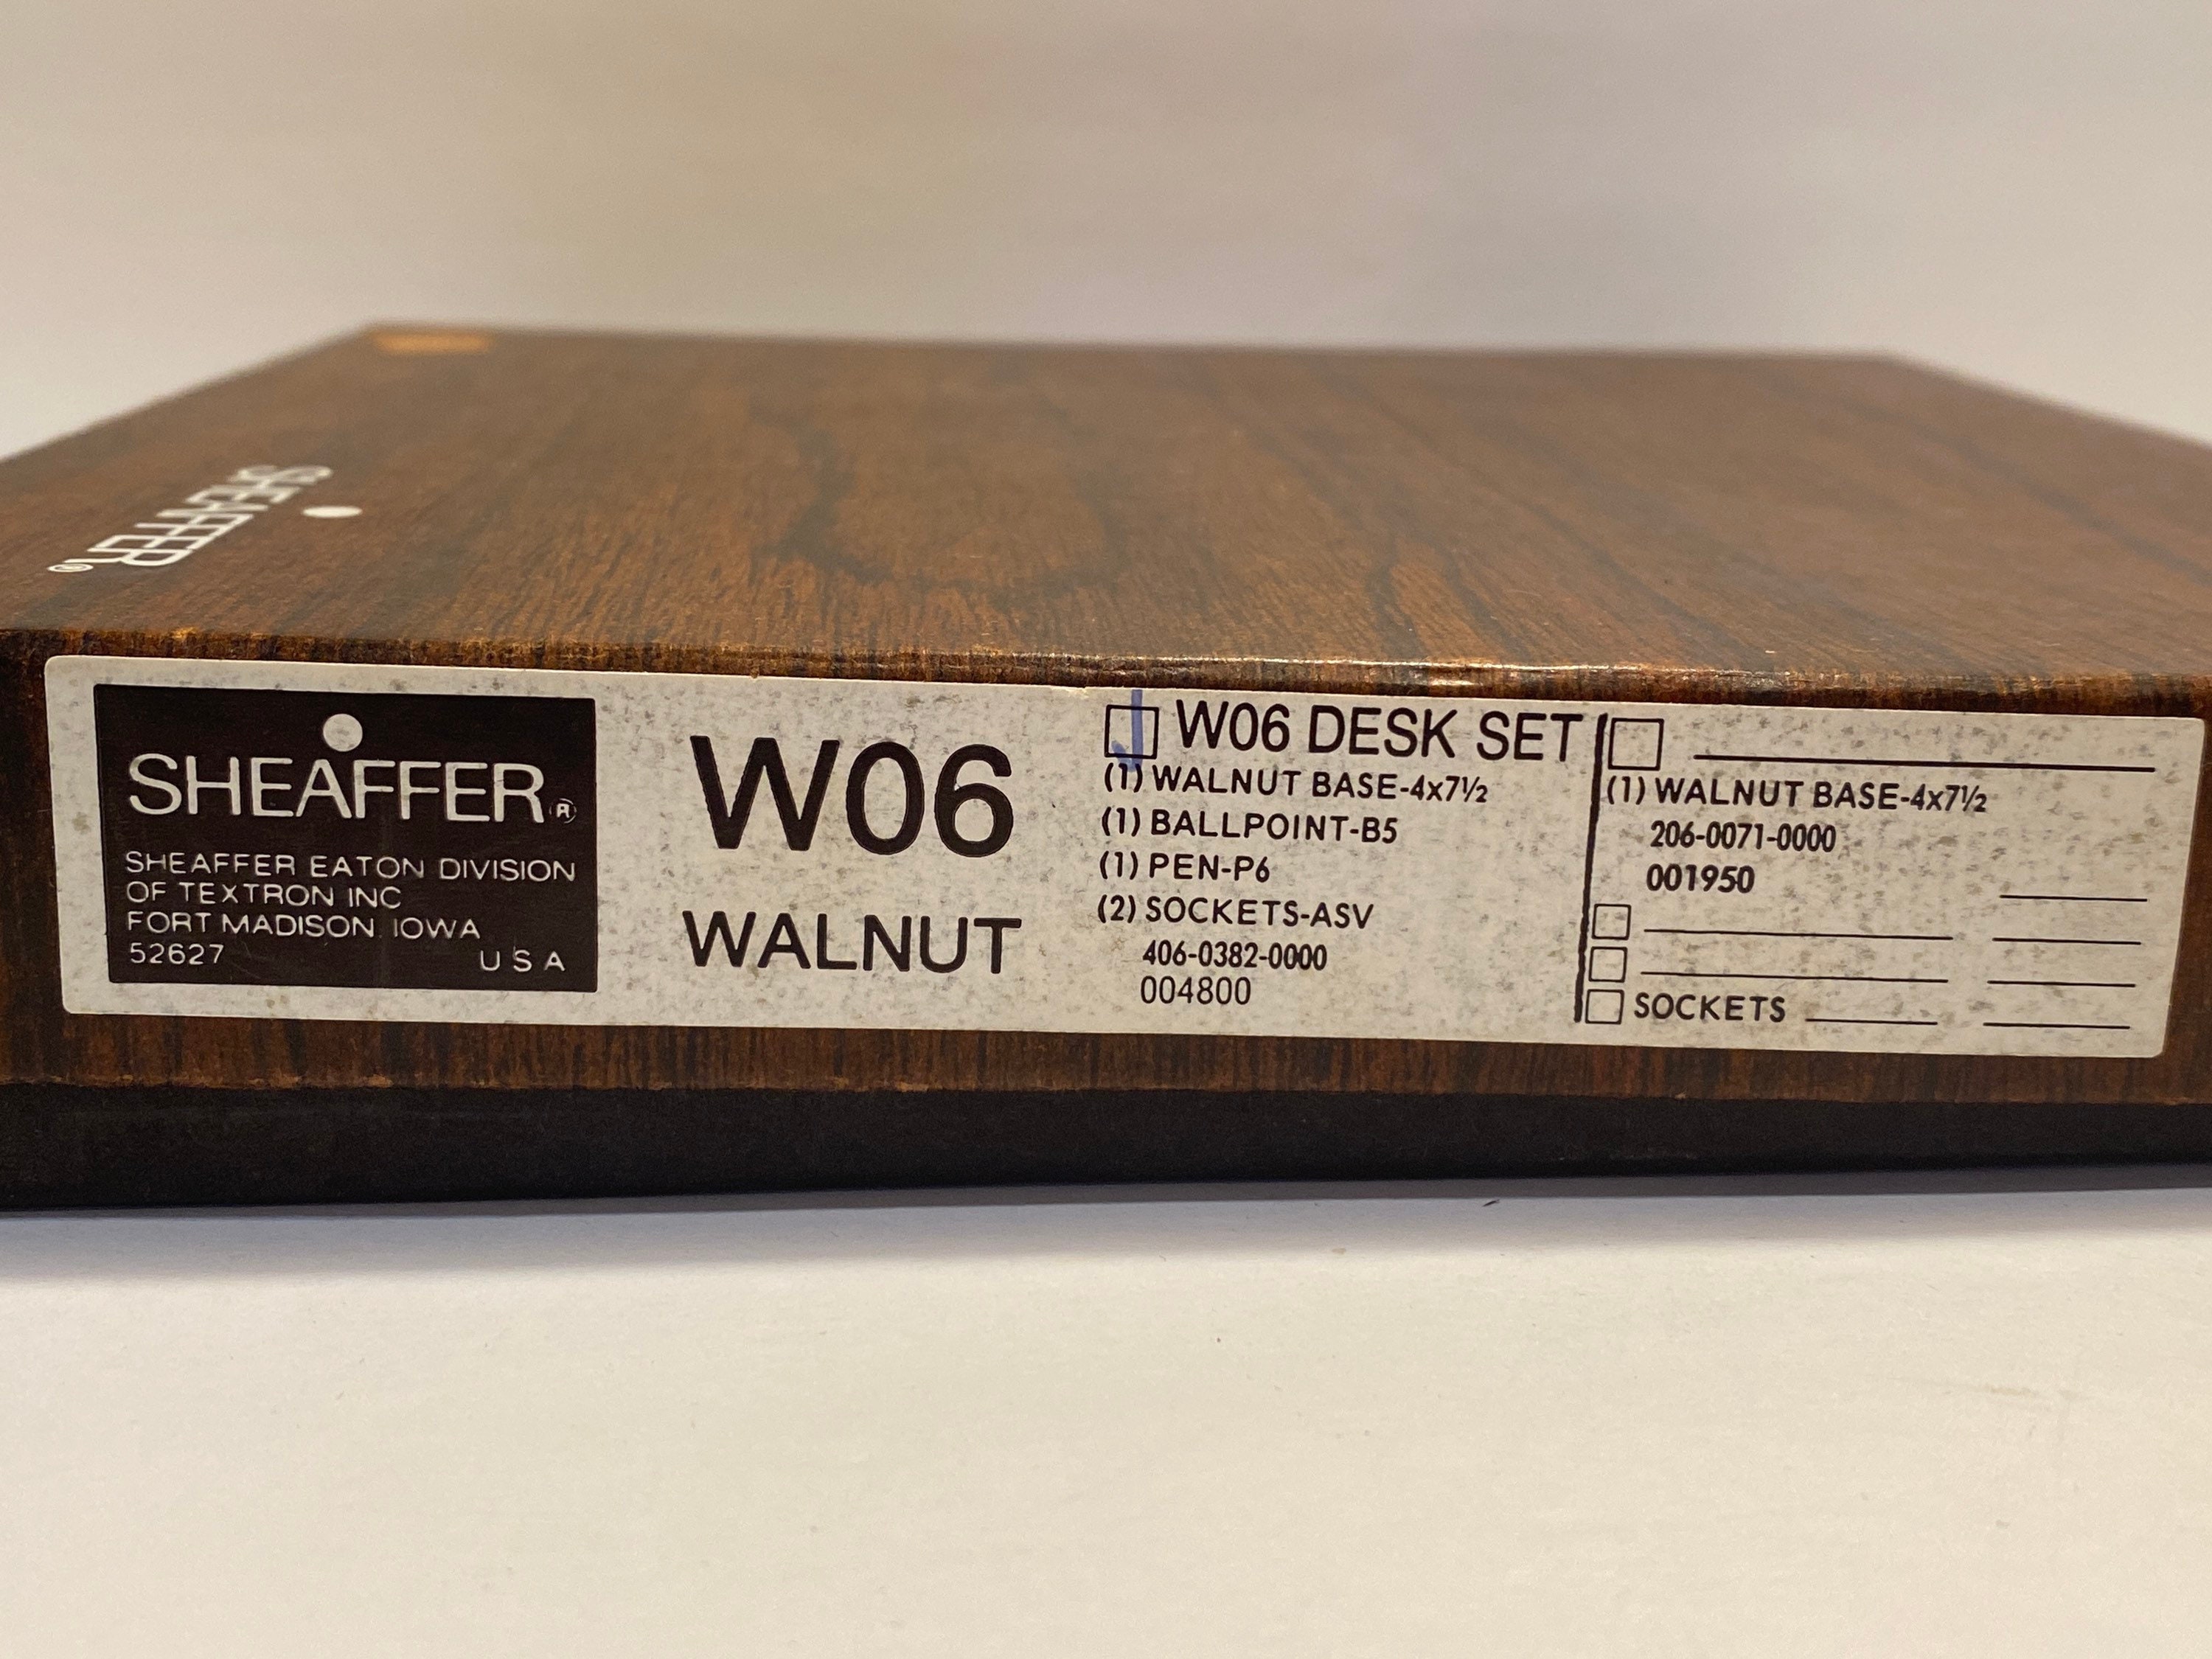 SHEAFFER®
SHEAFFER®
SHEAFFER EATON DIVISION
OF TEXTRON INC
FORT MADISON, IOWA
52627 USA
W06
WALNUT
W06 DESK SET
(1) WALNUT BASE-4x7½
(1) BALLPOINT-B5
(1) PEN-P6
(2) SOCKETS-ASV
406-0382-0000
004800
(1) WALNUT BASE-4x7½
206-0071-0000
001950
SOCKETS